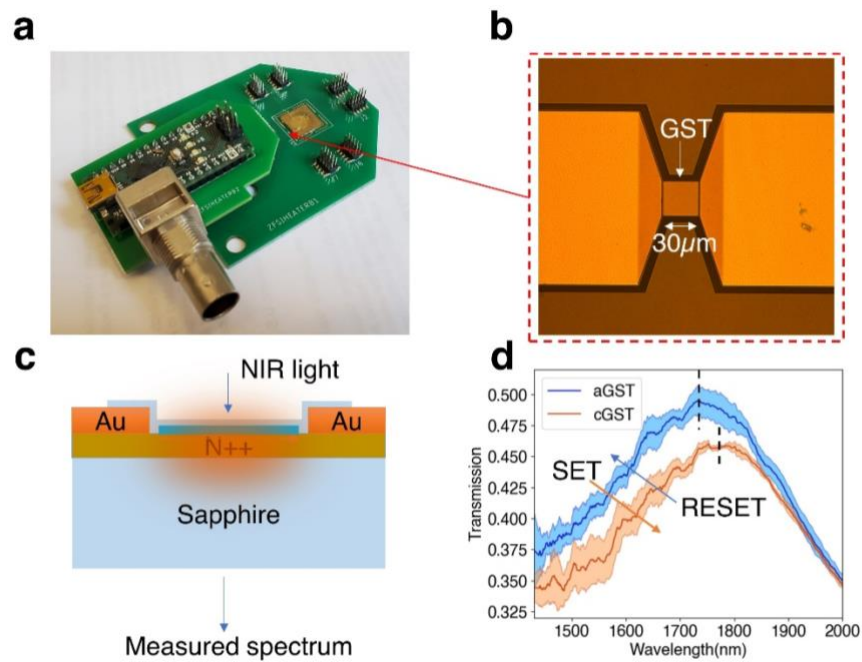 a
ZFSIHEATERB2
ZFSIHEATERB1
b
GST
30μm
c
NIR light
Au
Au
N++
Sapphire
Measured spectrum
d
aGST
cGST
SET
RESET
Transmission
0.500
0.475
0.450
0.425
0.400
0.375
0.350
0.325
1500 1600 1700 1800 1900 2000
Wavelength(nm)